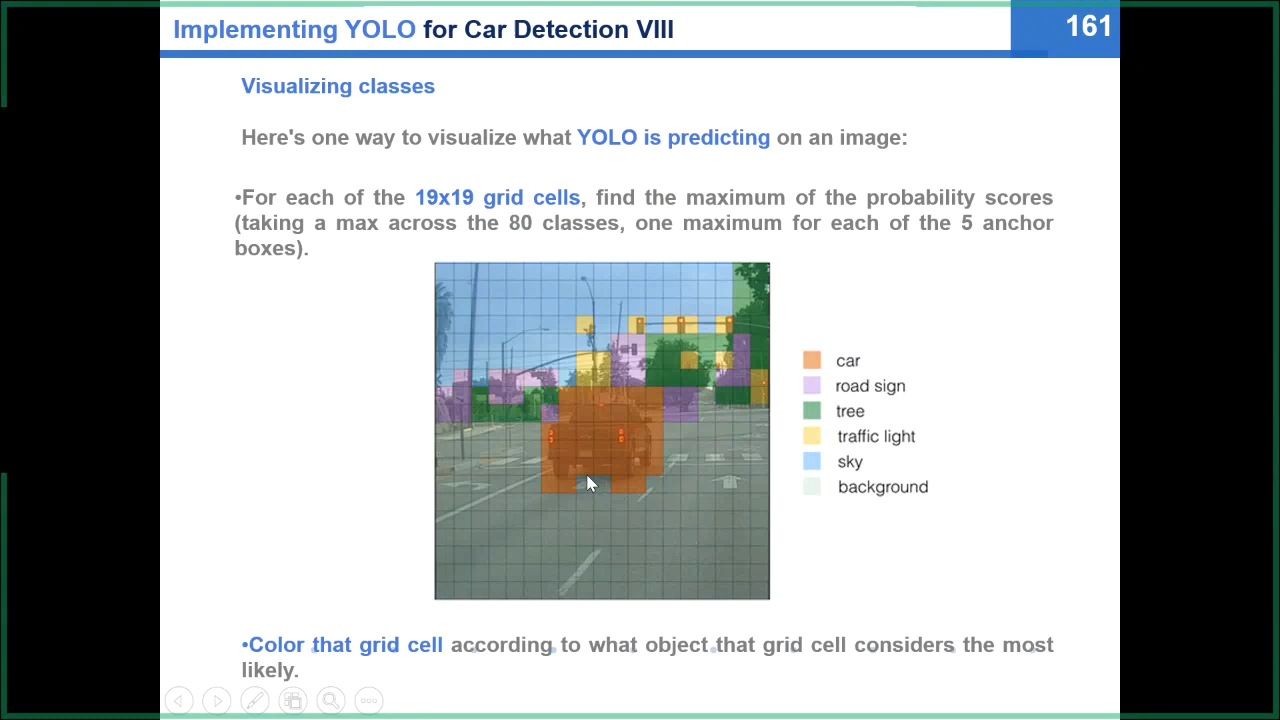 Implementing YOLO for Car Detection VIII
161
Visualizing classes
Here's one way to visualize what YOLO is predicting on an image:
•For each of the 19x19 grid cells, find the maximum of the probability scores
(taking a max across the 80 classes, one maximum for each of the 5 anchor
boxes).
car
road sign
tree
traffic light
sky
background
•Color that grid cell according to what object that grid cell considers the most
likely.